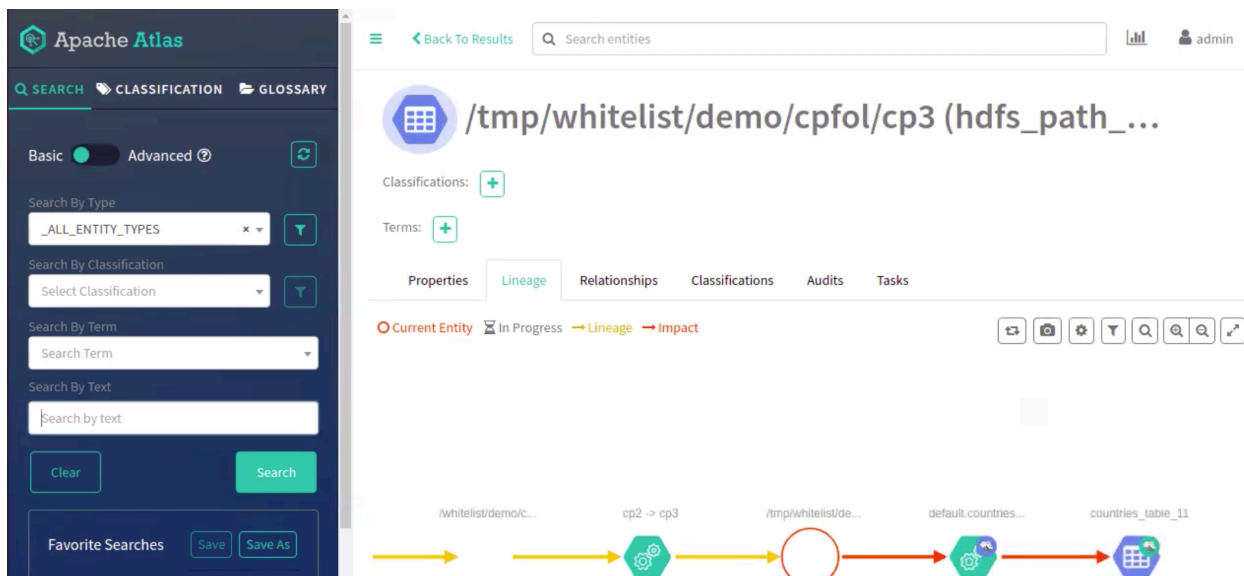 Apache Atlas
SEARCH CLASSIFICATION GLOSSARY
Basic Advanced
Search By Type
_ALL_ENTITY_TYPES
Search By Classification
Select Classification
Search By Term
Search Term
Search By Text
Search by text
Clear Search
Favorite Searches Save Save As
Back To Results Search entities admin
/tmp/whitelist/demo/cpfol/cp3 (hdfs_path_...
Classifications:
Terms:
Properties Lineage Relationships Classifications Audits Tasks
Current Entity In Progress Lineage Impact
/whitelist/demo/c... cp2 -> cp3 /tmp/whitelist/de... default.countries... countries_table_11